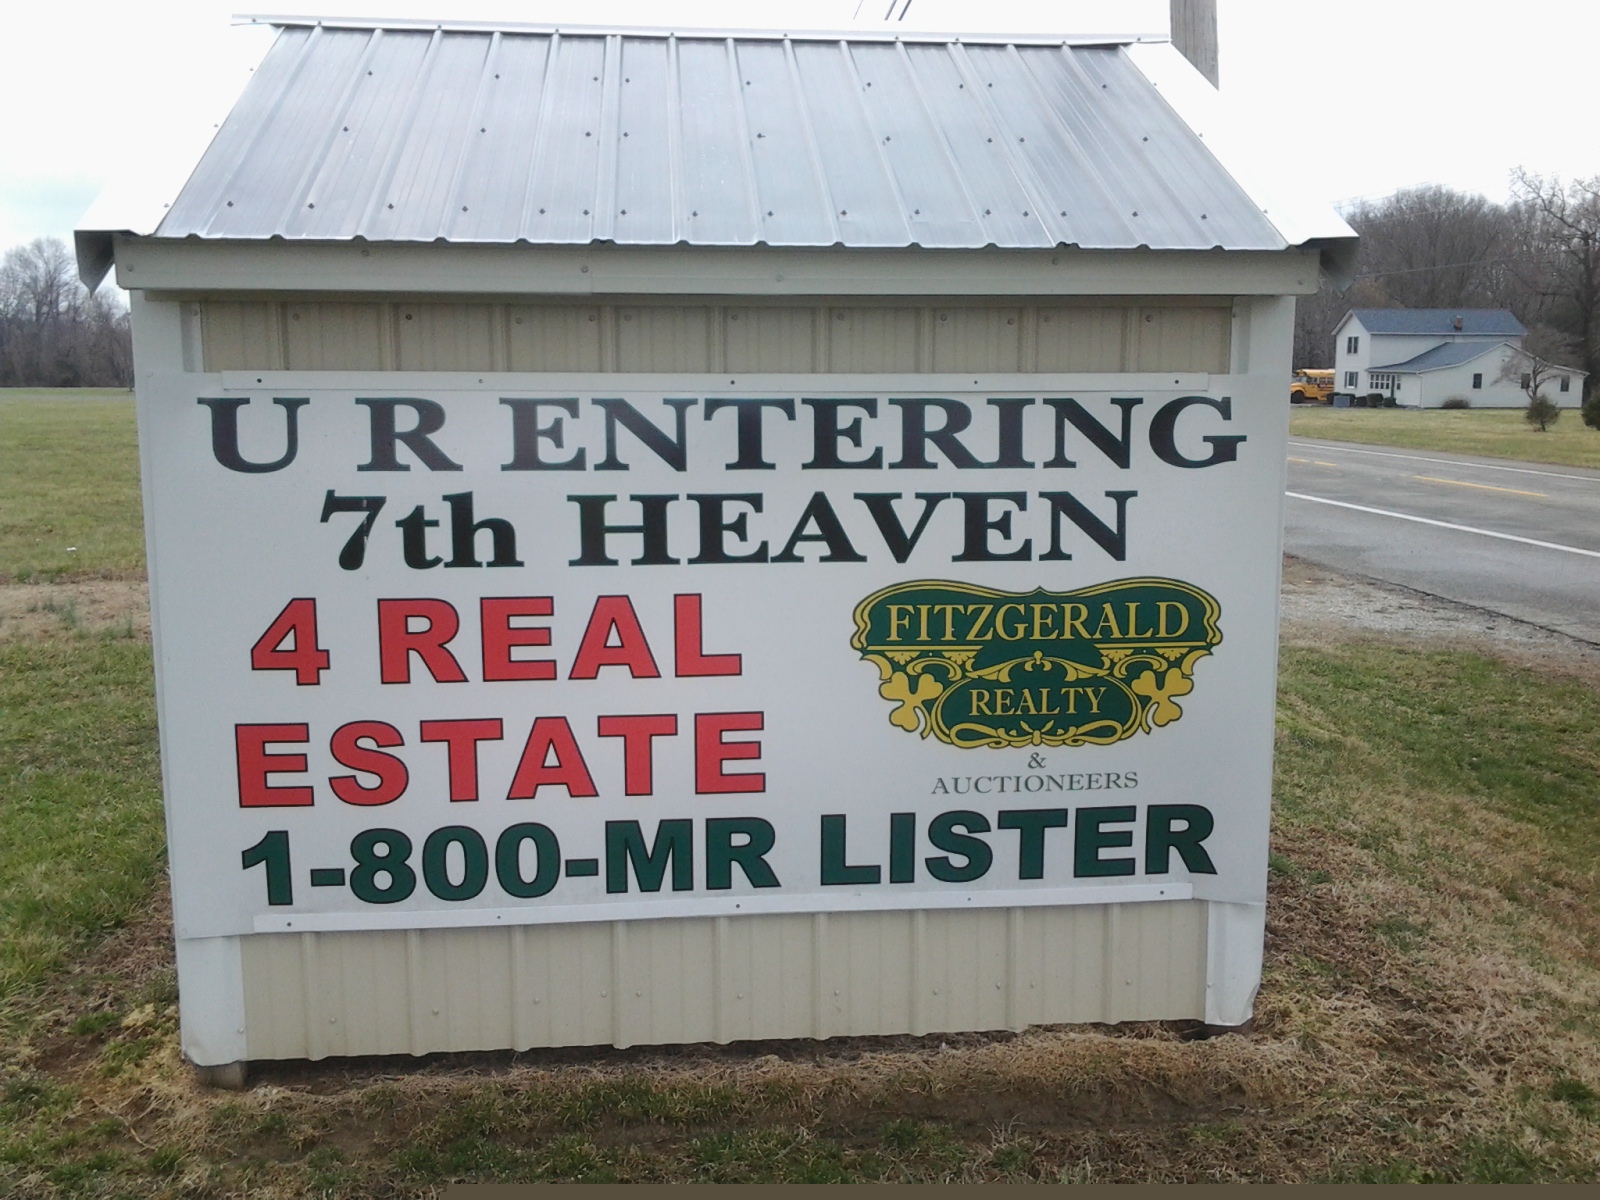 U R ENTERING
7th HEAVEN
4 REAL
ESTATE
FITZGERALD
REALTY
&
AUCTIONEERS
1-800-MR LISTER